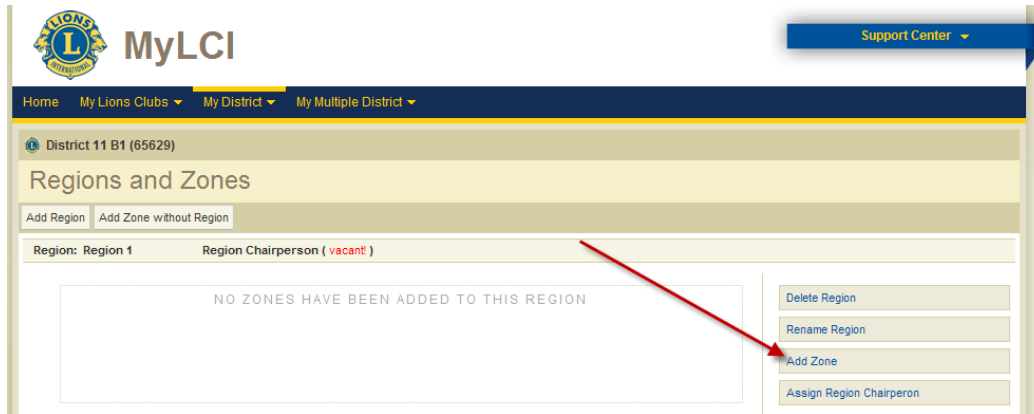 LIONS
L
INTERNATIONAL
MyLCI
Support Center
Home My Lions Clubs My District My Multiple District
District 11 B1 (65629)
Regions and Zones
Add Region Add Zone without Region
Region: Region 1 Region Chairperson ( vacant! )
NO ZONES HAVE BEEN ADDED TO THIS REGION
Delete Region
Rename Region
Add Zone
Assign Region Chairperon